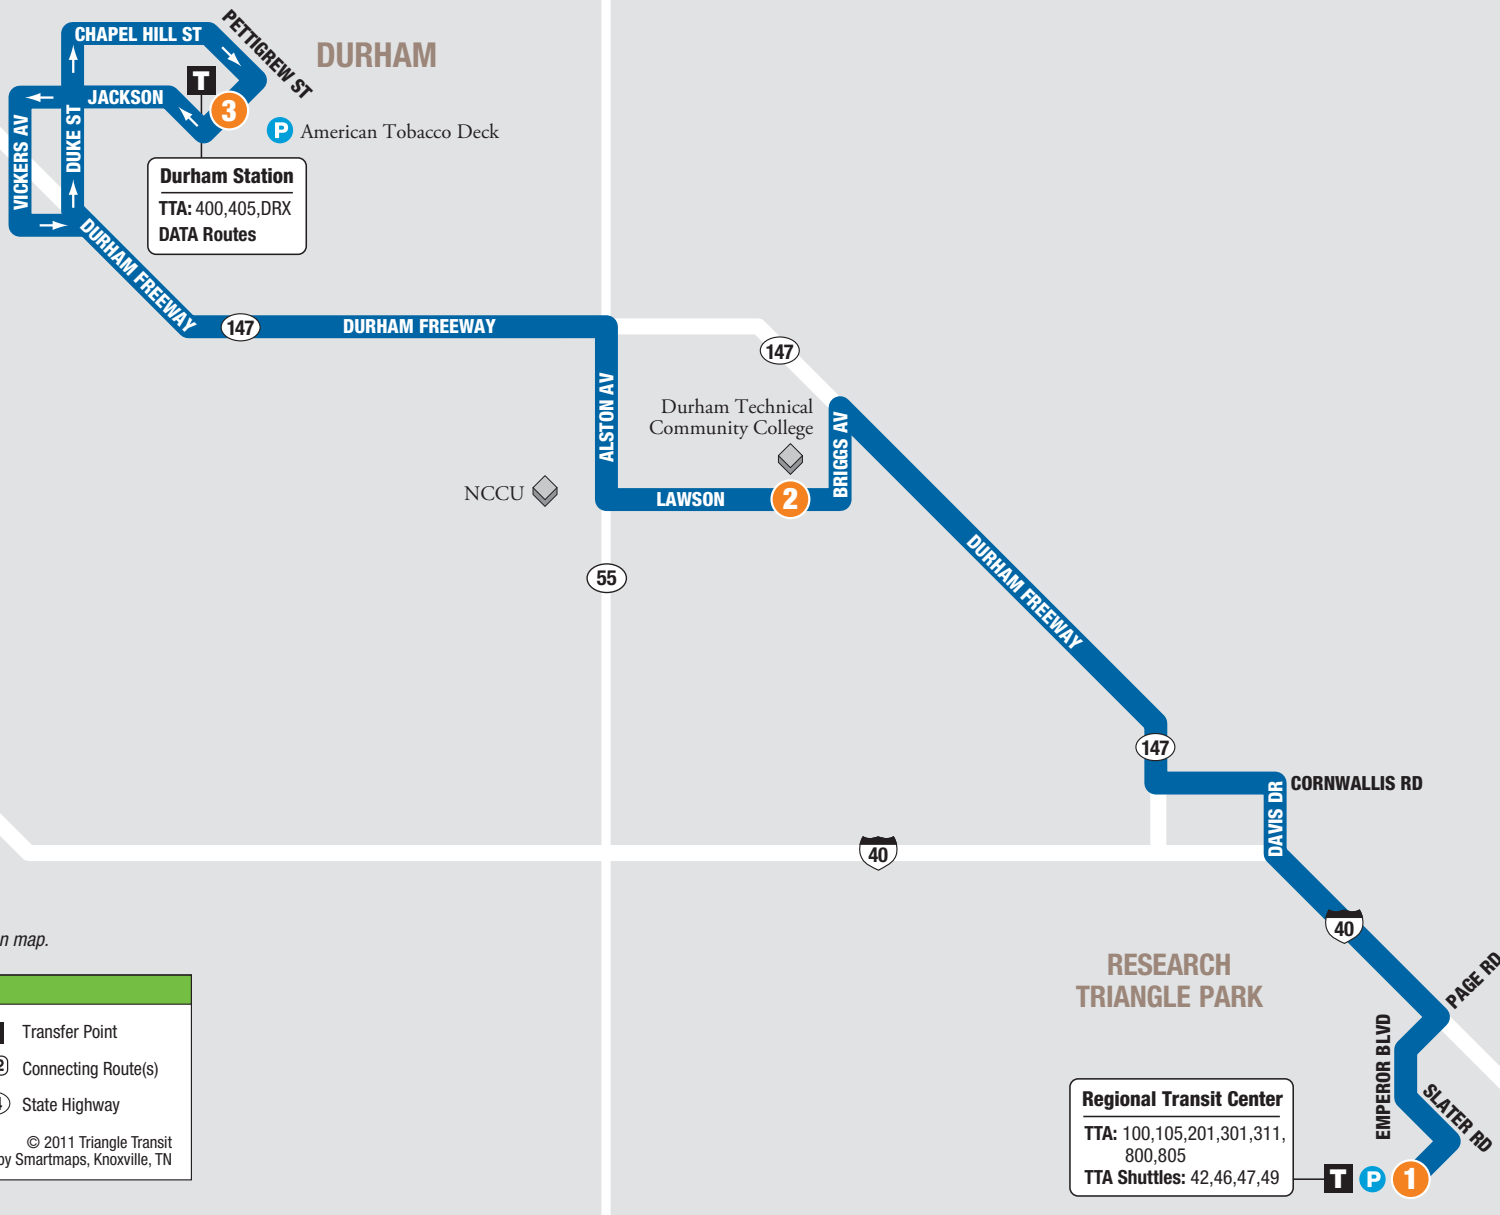 CHAPEL HILL ST
PETTIGREW ST
DURHAM
T
JACKSON
3
P American Tobacco Deck
VICKERS AV
DUKE ST
Durham Station
TTA: 400,405,DRX
DATA Routes
DURHAM FREEWAY
147
DURHAM FREEWAY
147
ALSTON AV
Durham Technical
Community College
BRIGGS AV
NCCU
LAWSON
2
DURHAM FREEWAY
55
147
CORNWALLIS RD
DAVIS DR
40
40
n map.
RESEARCH
TRIANGLE PARK
PAGE RD
EMPEROR BLVD
SLATER RD
Transfer Point
Connecting Route(s)
State Highway
© 2011 Triangle Transit
by Smartmaps, Knoxville, TN
Regional Transit Center
TTA: 100,105,201,301,311,
800,805
TTA Shuttles: 42,46,47,49
T P 1